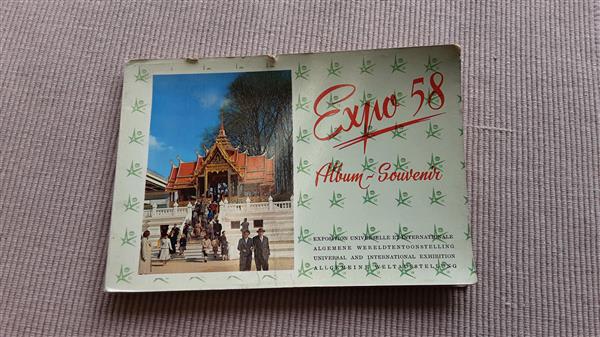 Expo 58
Album-Souvenir
EXPOSITION UNIVERSELLE ET INTERNATIONALE
ALGEMENE WERELDTENTOONSTELLING
UNIVERSAL AND INTERNATIONAL EXHIBITION
ALLGEMEINE WELTAUSSTELLUNG